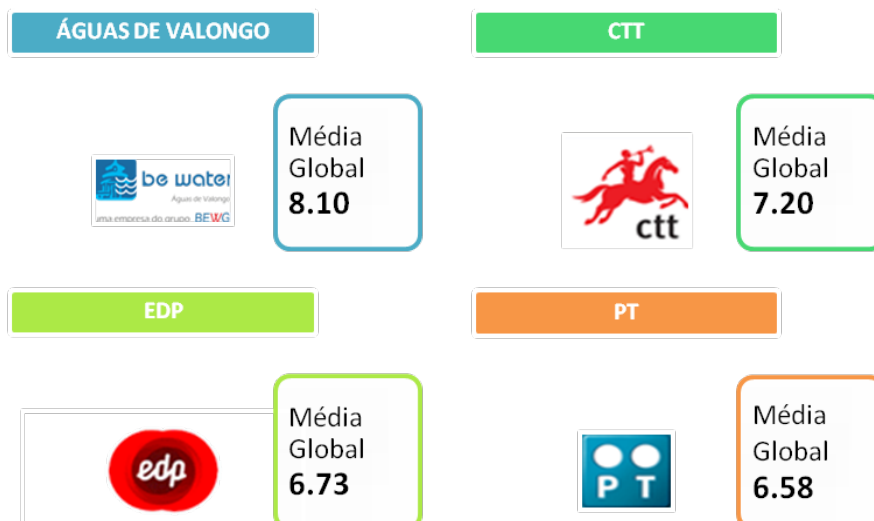 ÁGUAS DE VALONGO
CTT
be water
Águas de Valongo
uma empresa do grupo BEWG
Média
Global
8.10
ctt
Média
Global
7.20
EDP
PT
edp
Média
Global
6.73
P T
Média
Global
6.58